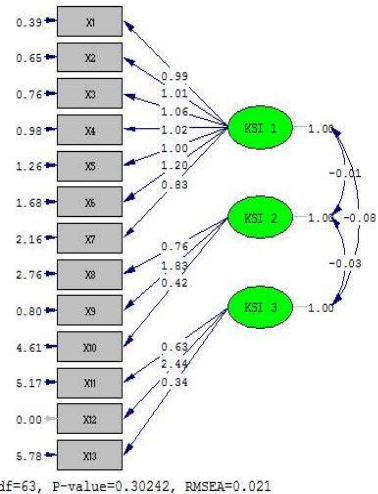 0.39 X1
0.65 X2
0.76 X3
0.98 X4
1.26 X5
1.68 X6
2.16 X7
2.76 X8
0.80 X9
4.61 X10
5.17 X11
0.00 X12
5.78 X13
0.99
1.01
1.06
1.02
1.00
1.20
0.83
0.76
1.83
0.42
0.63
2.44
0.34
KSI 1 1.00
KSI 2 1.00
KSI 3 1.00
-0.01
-0.08
-0.03
df=63, P-value=0.30242, RMSEA=0.021